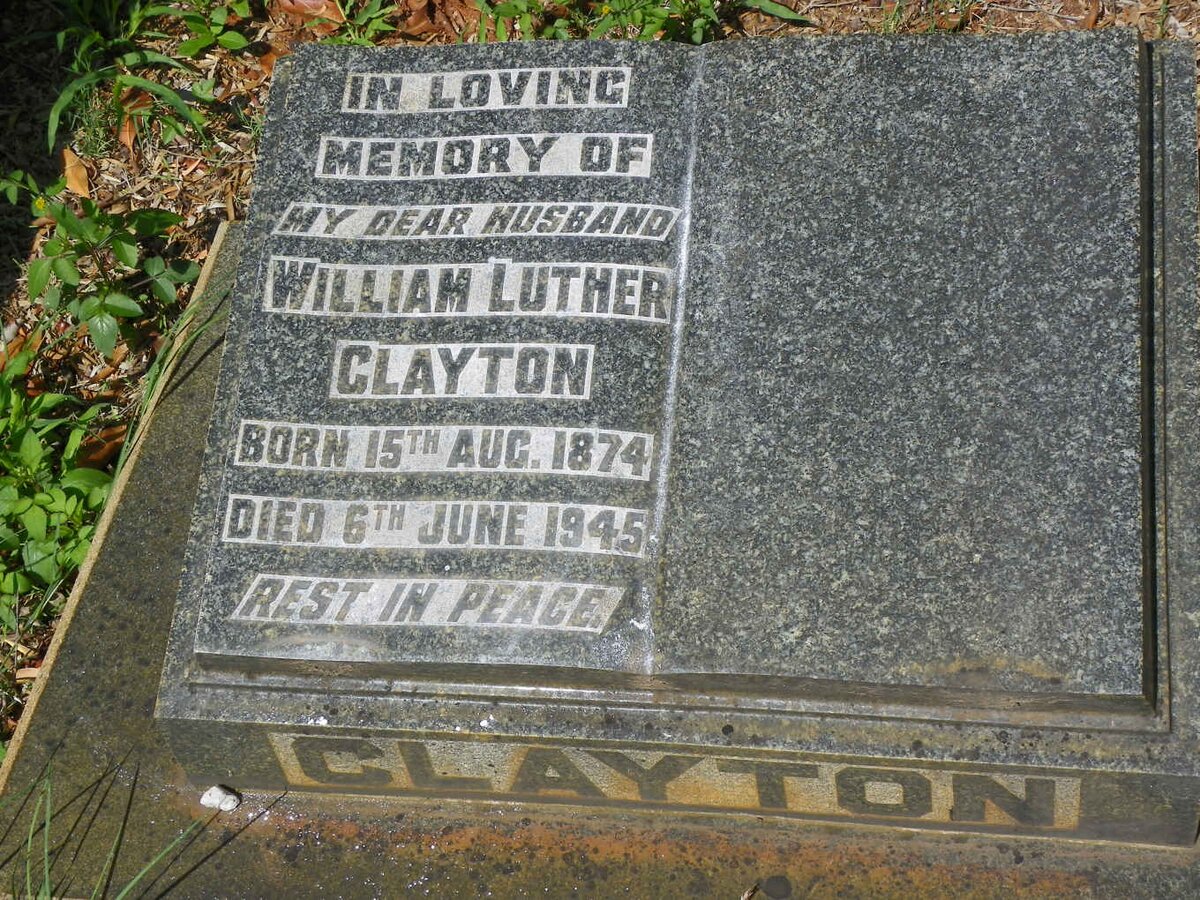 IN LOVING
MEMORY OF
MY DEAR HUSBAND
WILLIAM LUTHER
CLAYTON
BORN 15TH AUG. 1874
DIED 6TH JUNE 1945
REST IN PEACE.
CLAYTON